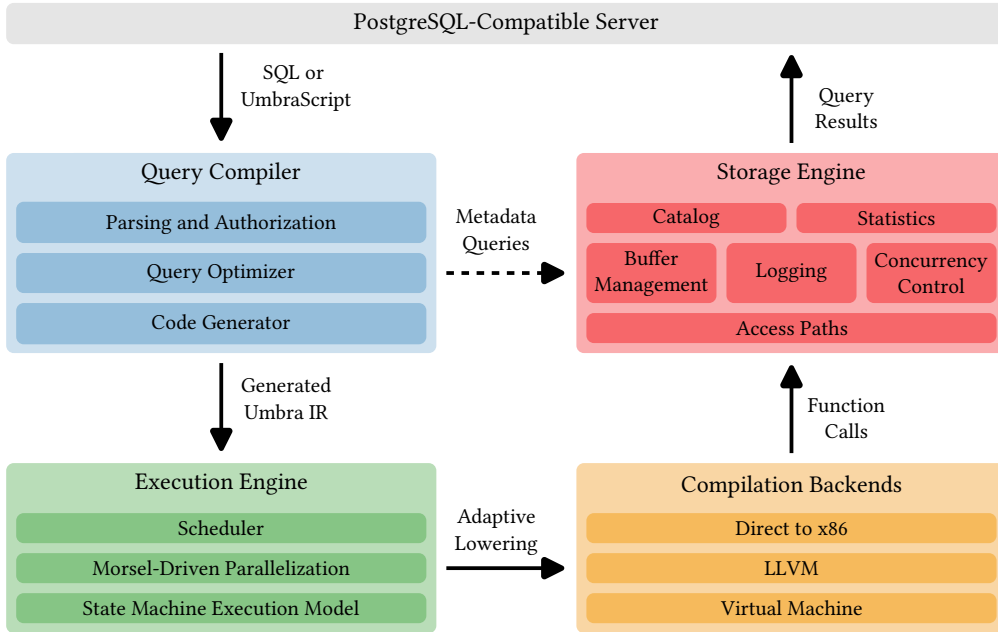 PostgreSQL-Compatible Server
SQL or
UmbraScript
Query
Results
Query Compiler
Parsing and Authorization
Query Optimizer
Code Generator
Metadata
Queries
Storage Engine
Catalog
Statistics
Buffer
Management
Logging
Concurrency
Control
Access Paths
Generated
Umbra IR
Function
Calls
Execution Engine
Scheduler
Morsel-Driven Parallelization
State Machine Execution Model
Adaptive
Lowering
Compilation Backends
Direct to x86
LLVM
Virtual Machine